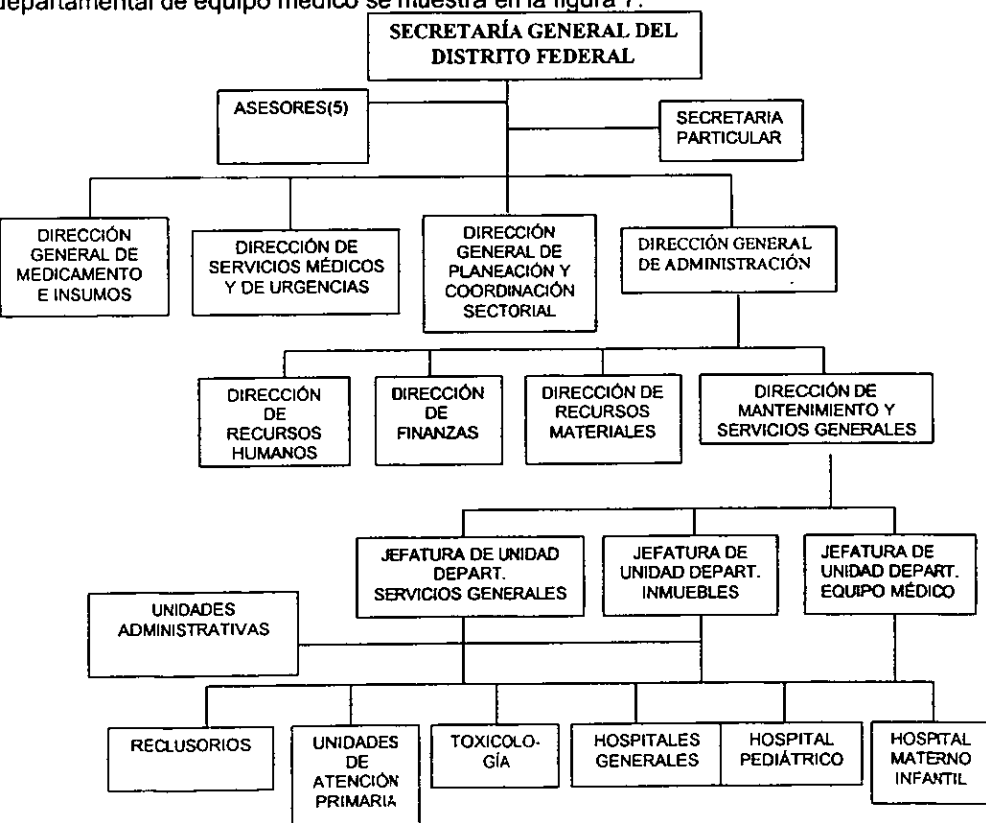 departamental de equipo médico se muestra en la figura 7.
SECRETARÍA GENERAL DEL
DISTRITO FEDERAL
ASESORES(5)
SECRETARIA
PARTICULAR
DIRECCIÓN
GENERAL DE
MEDICAMENTO
E INSUMOS
DIRECCIÓN DE
SERVICIOS MÉDICOS
Y DE URGENCIAS
DIRECCIÓN
GENERAL DE
PLANEACIÓN Y
COORDINACIÓN
SECTORIAL
DIRECCIÓN GENERAL
DE ADMINISTRACIÓN
DIRECCIÓN
DE
RECURSOS
HUMANOS
DIRECCIÓN
DE
FINANZAS
DIRECCIÓN DE
RECURSOS
MATERIALES
DIRECCIÓN DE
MANTENIMIENTO Y
SERVICIOS GENERALES
JEFATURA DE UNIDAD
DEPART.
SERVICIOS GENERALES
JEFATURA DE
UNIDAD DEPART.
INMUEBLES
JEFATURA DE
UNIDAD DEPART.
EQUIPO MÉDICO
UNIDADES
ADMINISTRATIVAS
RECLUSORIOS
UNIDADES
DE
ATENCIÓN
PRIMARIA
TOXICOLO-
GÍA
HOSPITALES
GENERALES
HOSPITAL
PEDIÁTRICO
HOSPITAL
MATERNO
INFANTIL